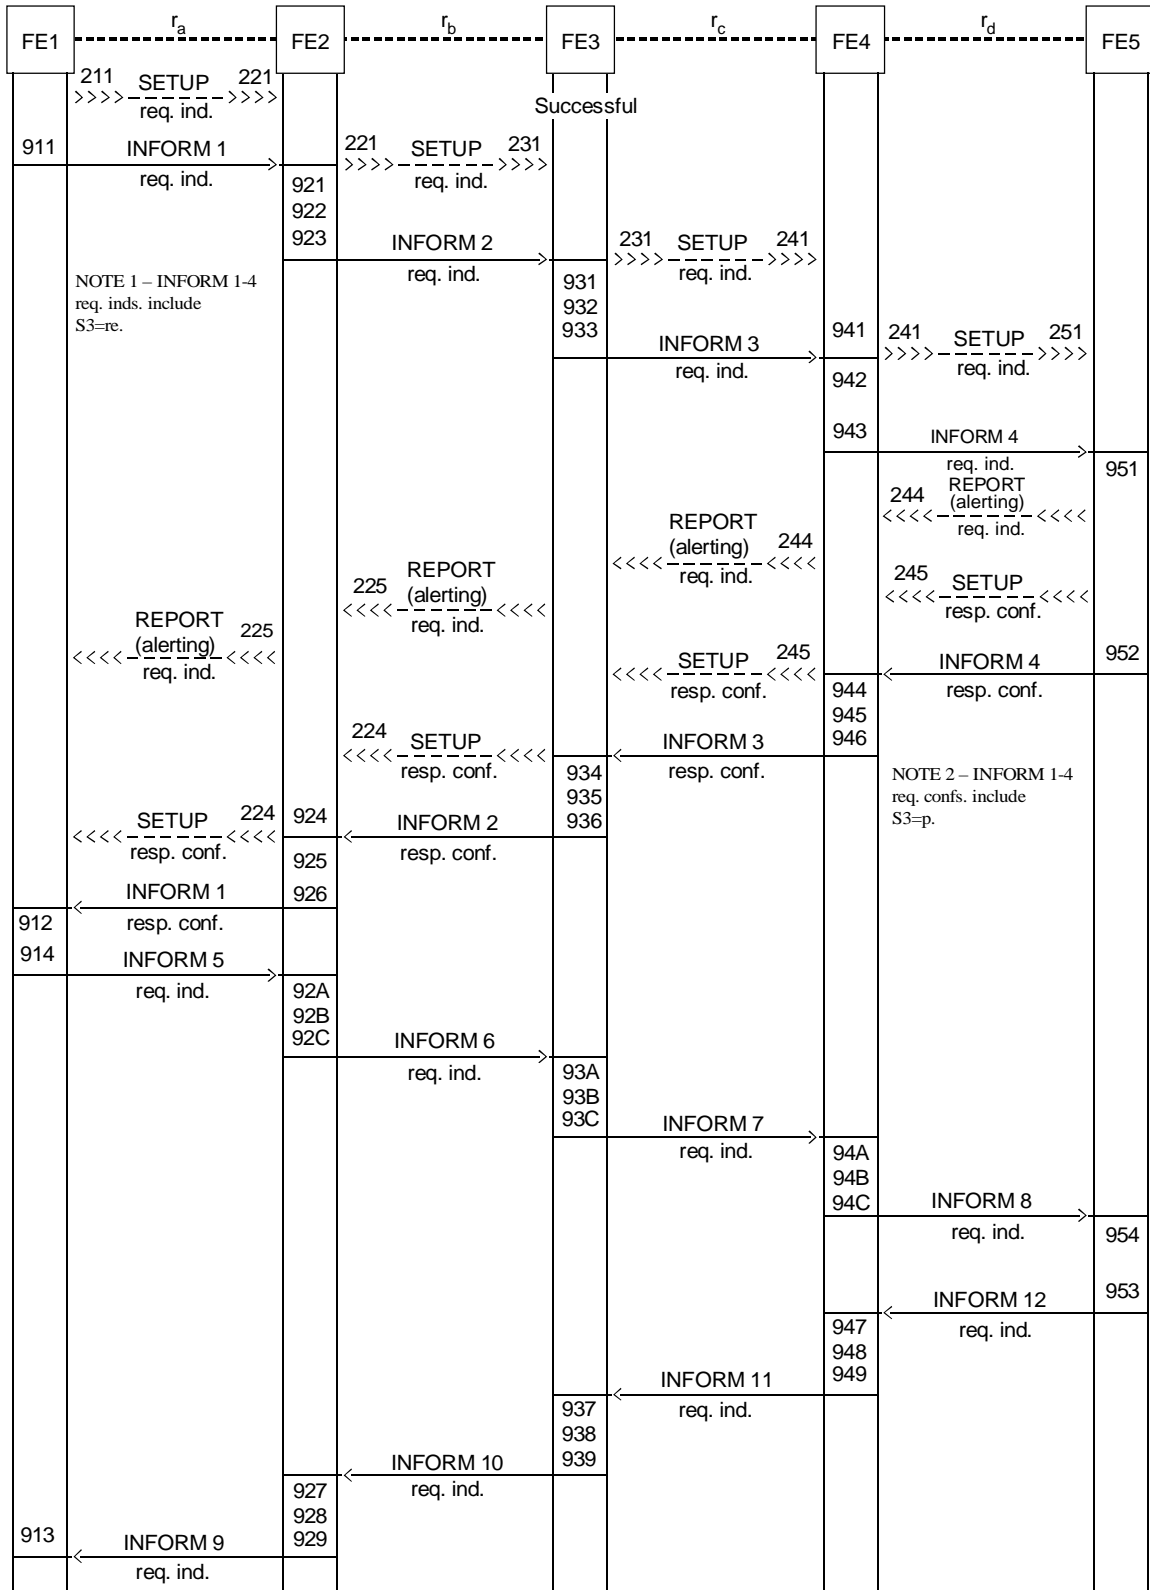 FE1 ra FE2 rb FE3 rc FE4 rd FE5
211 SETUP 221
req. ind.
Successful
911 INFORM 1
req. ind.
221 SETUP 231
req. ind.
921
922
923
INFORM 2
req. ind.
231 SETUP 241
req. ind.
NOTE 1 – INFORM 1-4
req. inds. include
S3=re.
931
932
933
INFORM 3
req. ind.
941
241 SETUP 251
req. ind.
942
943
INFORM 4
req. ind.
951
244 REPORT
(alerting)
req. ind.
REPORT
(alerting) 244
req. ind.
225 REPORT
(alerting)
req. ind.
245 SETUP
resp. conf.
REPORT
(alerting) 225
req. ind.
SETUP 245
resp. conf.
INFORM 4
resp. conf.
952
944
945
946
224 SETUP
resp. conf.
INFORM 3
resp. conf.
934
935
936
NOTE 2 – INFORM 1-4
req. confs. include
S3=p.
SETUP 224
resp. conf.
924
INFORM 2
resp. conf.
925
926
INFORM 1
resp. conf.
912
914
INFORM 5
req. ind.
92A
92B
92C
INFORM 6
req. ind.
93A
93B
93C
INFORM 7
req. ind.
94A
94B
94C
INFORM 8
req. ind.
954
953
INFORM 12
req. ind.
947
948
949
INFORM 11
req. ind.
937
938
939
INFORM 10
req. ind.
927
928
929
913
INFORM 9
req. ind.